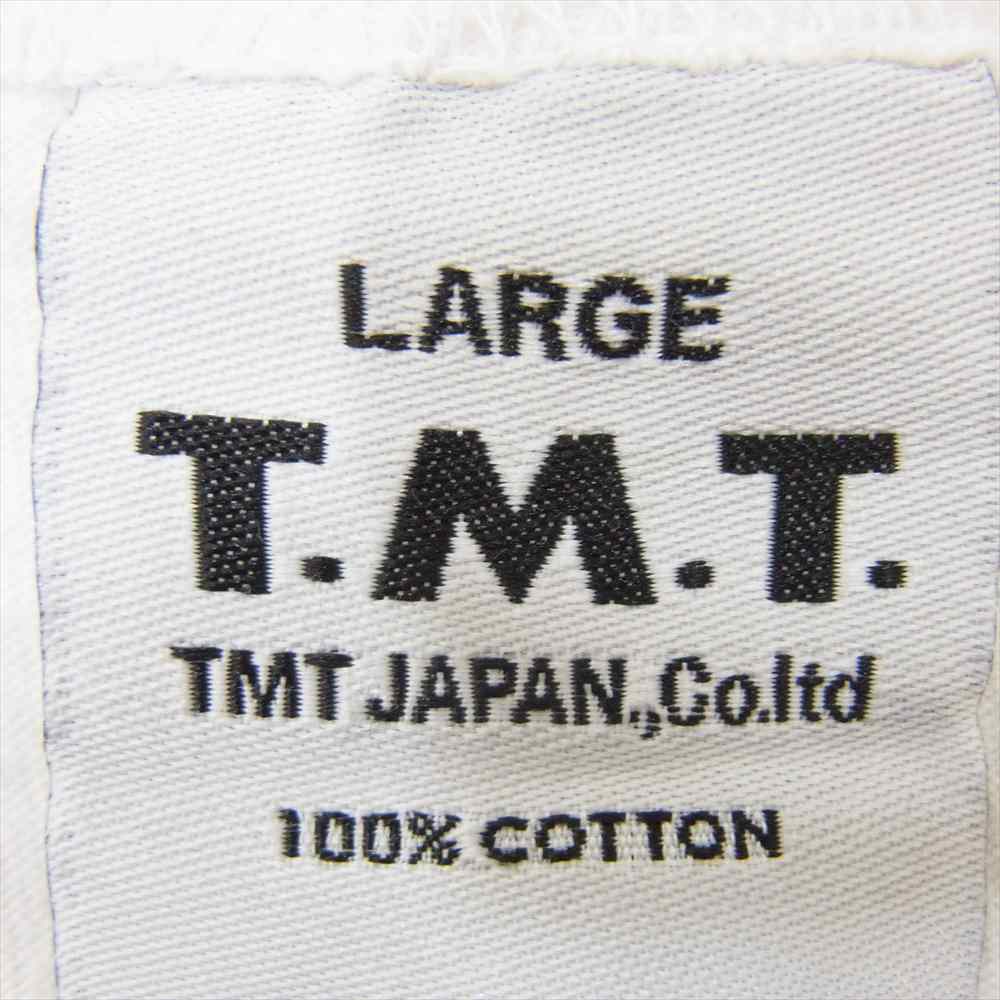 LARGE
T.M.T.
TMT JAPAN.,Co.ltd
100% COTTON